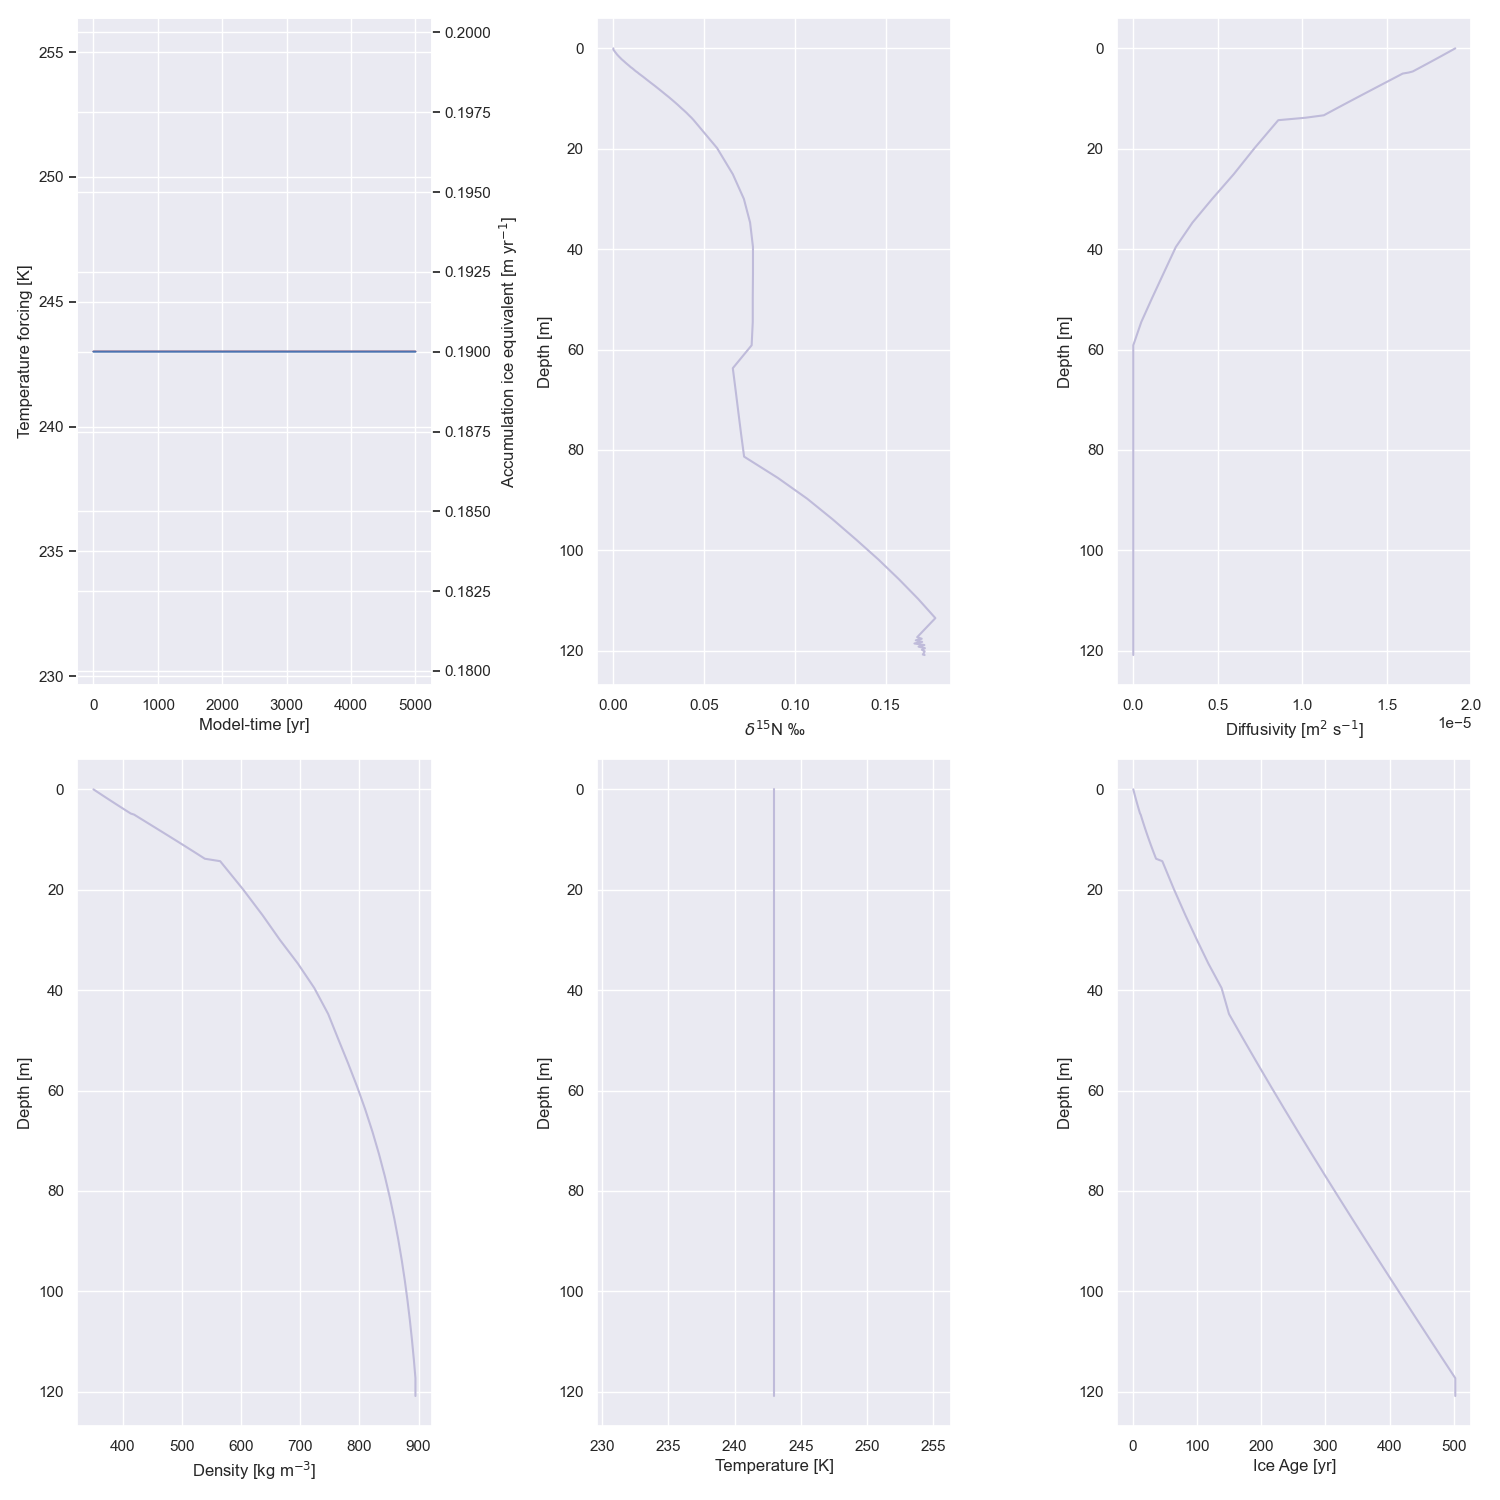 255
250
245
240
235
230
Temperature forcing [K]
0 1000 2000 3000 4000 5000
Model-time [yr]
0.2000
0.1975
0.1950
0.1925
0.1900
0.1875
0.1850
0.1825
0.1800
Accumulation ice equivalent [m yr⁻¹]
0
20
40
60
80
100
120
Depth [m]
0.00 0.05 0.10 0.15
δ¹⁵N ‰
0
20
40
60
80
100
120
Depth [m]
0.0 0.5 1.0 1.5 2.0
1e−5
Diffusivity [m² s⁻¹]
0
20
40
60
80
100
120
Depth [m]
400 500 600 700 800 900
Density [kg m⁻³]
0
20
40
60
80
100
120
Depth [m]
230 235 240 245 250 255
Temperature [K]
0
20
40
60
80
100
120
Depth [m]
0 100 200 300 400 500
Ice Age [yr]